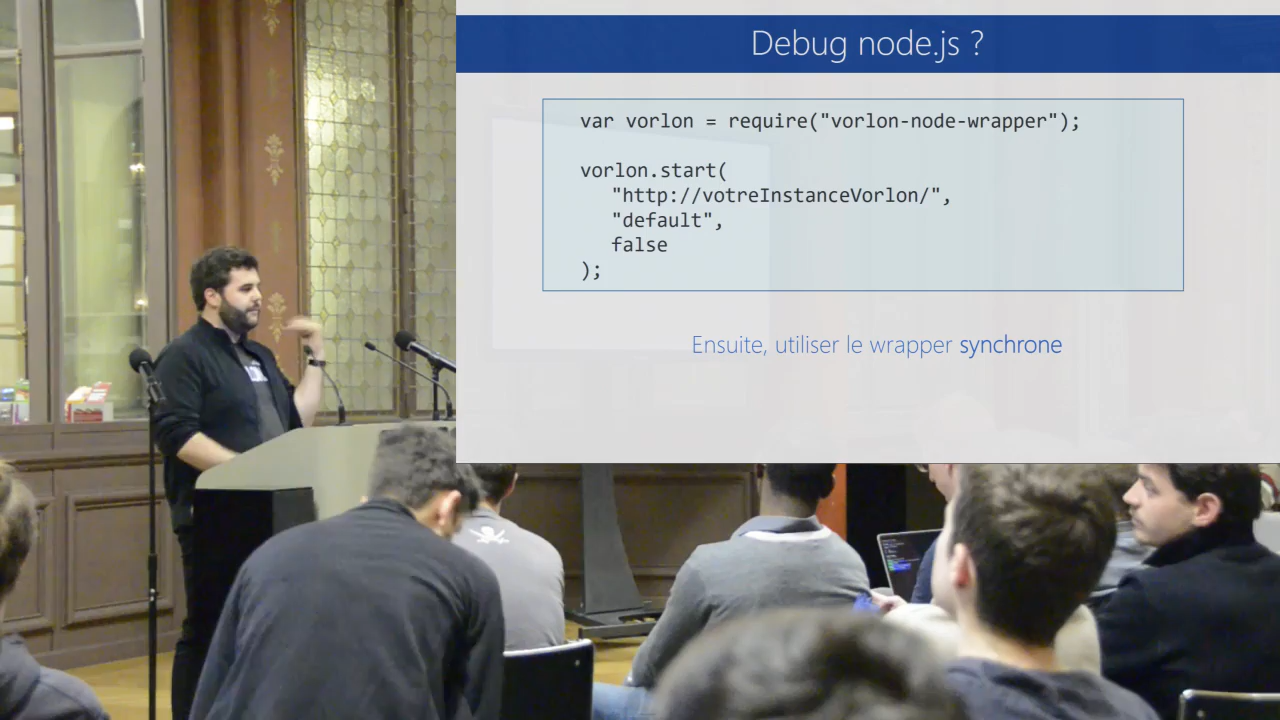 Debug node.js ?
var vorlon = require("vorlon-node-wrapper");
vorlon.start(
"http://votreInstanceVorlon/",
"default",
false
);
Ensuite, utiliser le wrapper synchrone